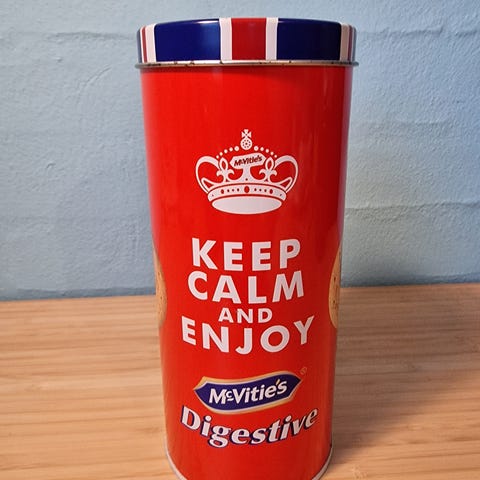 McVitie's
KEEP
CALM
AND
ENJOY
McVitie's ®
Digestive